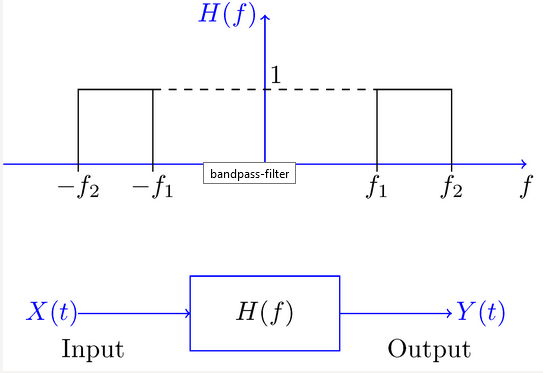 H(f)
1
bandpass-filter
−f₂ −f₁ f₁ f₂ f
X(t) H(f) Y(t)
Input Output